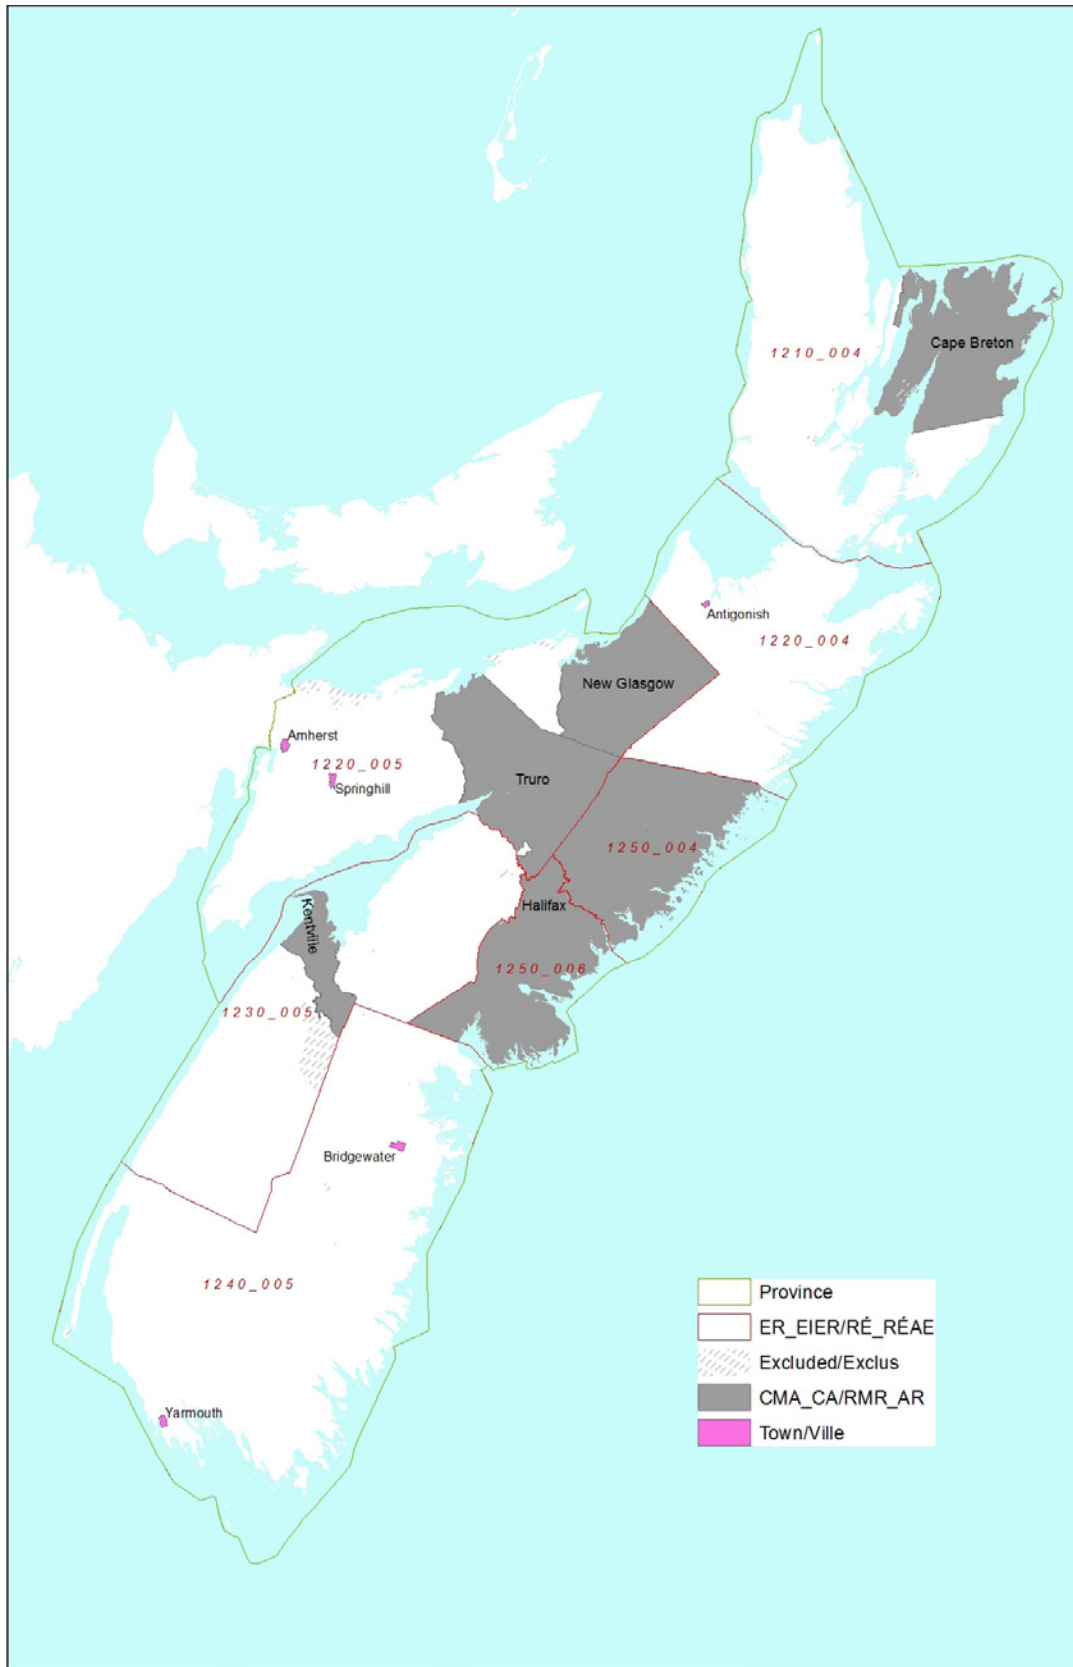 Cape Breton
1210_004
Antigonish
1220_004
New Glasgow
Amherst
1220_005
Springhill
Truro
1250_004
Kentville
Halifax
1250_006
1230_005
Bridgewater
1240_005
Yarmouth
Province
ER_EIER/RÉ_RÉAE
Excluded/Exclus
CMA_CA/RMR_AR
Town/Ville